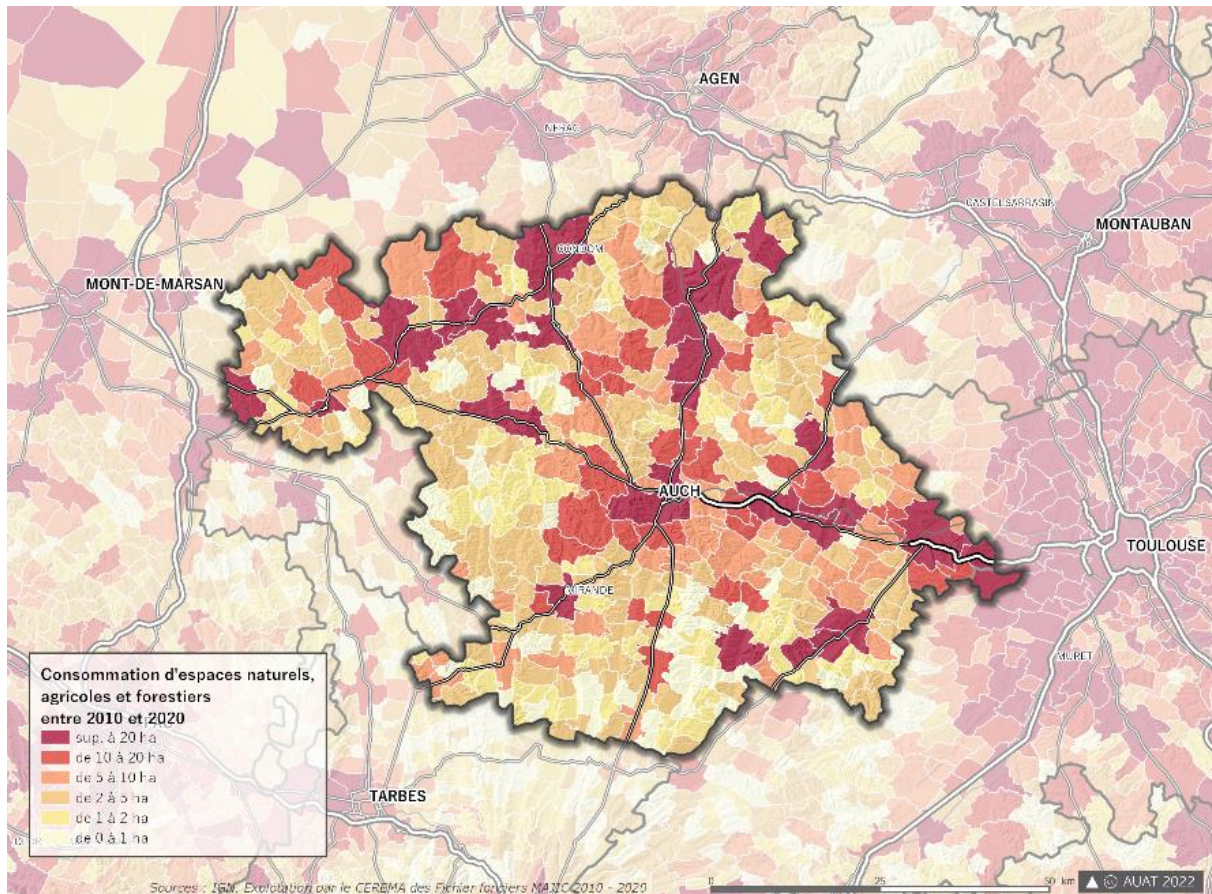 AGEN
NERAC
CASTELSARRASIN
MONTAUBAN
CONDOM
MONT-DE-MARSAN
AUCH
TOULOUSE
MIRANDE
MURET
Consommation d'espaces naturels,
agricoles et forestiers
entre 2010 et 2020
sup. à 20 ha
de 10 à 20 ha
de 5 à 10 ha
de 2 à 5 ha
de 1 à 2 ha
de 0 à 1 ha
TARBES
Sources : IGN, Exploitation par le CEREMA des Fichier fonciers MAJIC 2010 - 2020
0 25 50 km
© AUAT 2022